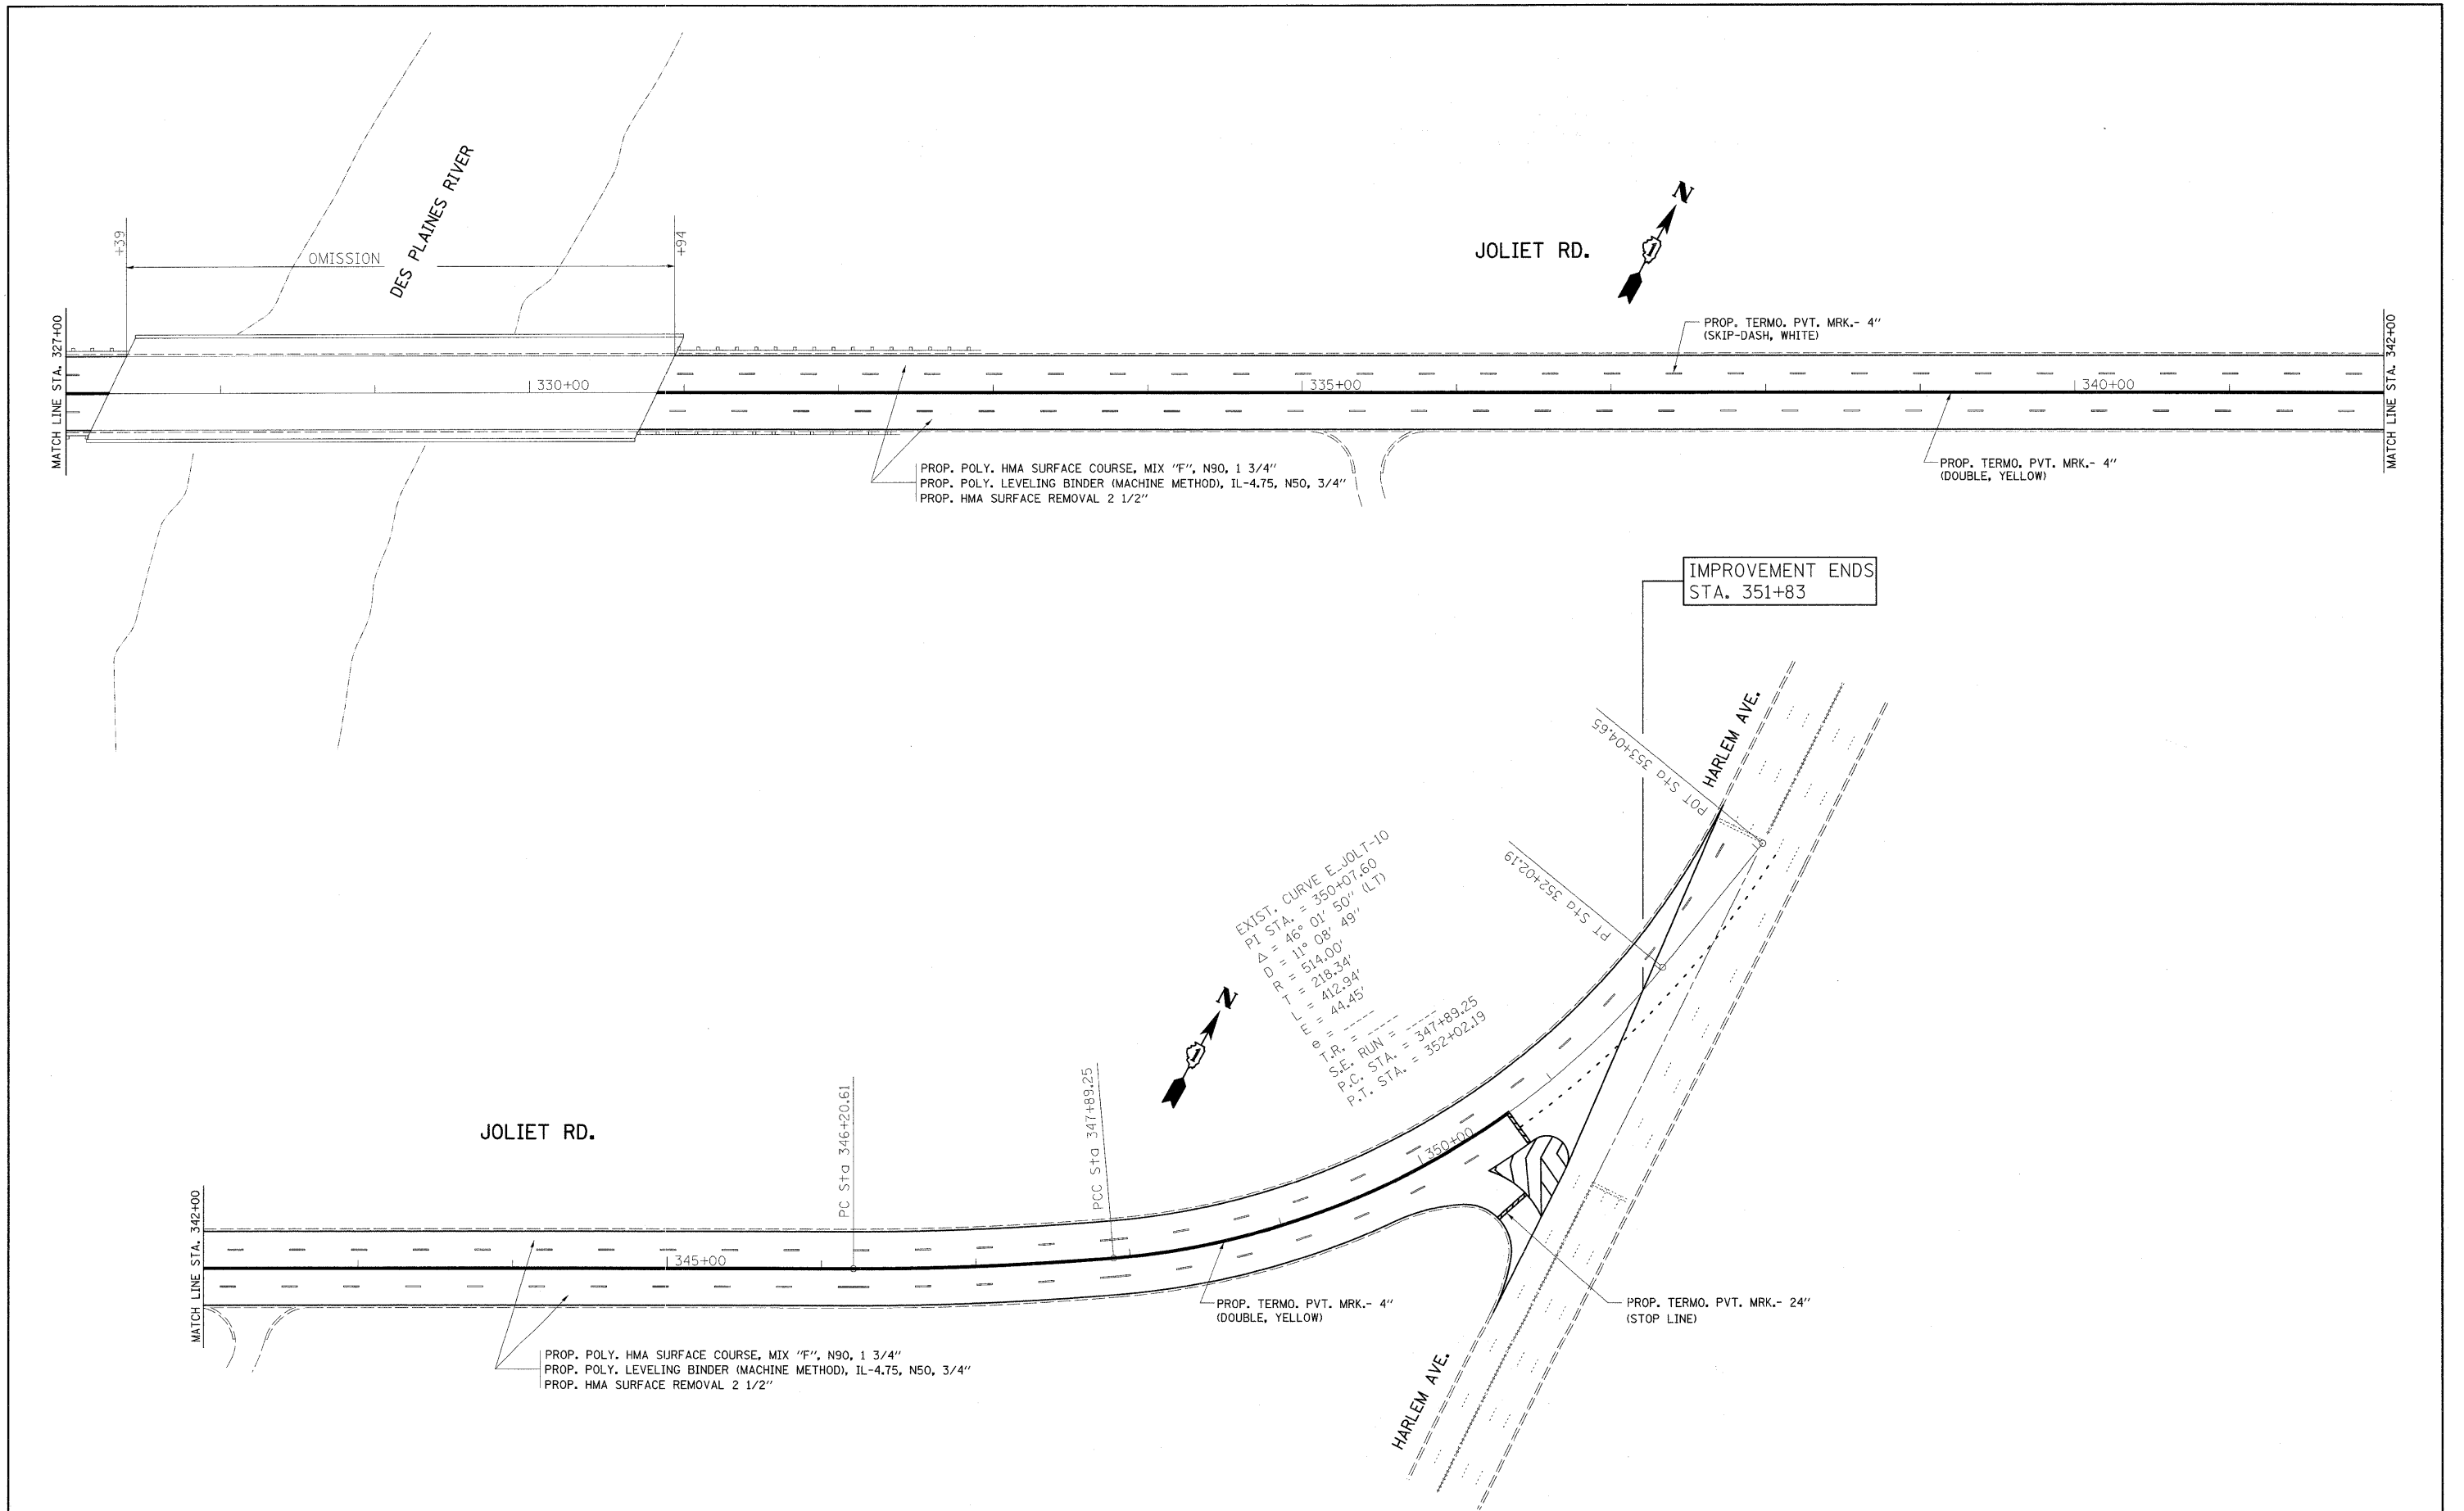 DES PLAINES RIVER
+39
OMISSION
+94
JOLIET RD.
N
MATCH LINE STA. 327+00
330+00
335+00
340+00
MATCH LINE STA. 342+00
PROP. TERMO. PVT. MRK.- 4"
(SKIP-DASH, WHITE)
PROP. POLY. HMA SURFACE COURSE, MIX "F", N90, 1 3/4"
PROP. POLY. LEVELING BINDER (MACHINE METHOD), IL-4.75, N50, 3/4"
PROP. HMA SURFACE REMOVAL 2 1/2"
PROP. TERMO. PVT. MRK.- 4"
(DOUBLE, YELLOW)
IMPROVEMENT ENDS
STA. 351+83
HARLEM AVE.
POT Sta 353+04.65
PT Sta 352+02.19
EXIST. CURVE E_JOLT-10
PI STA. = 350+07.60
Δ = 46° 01' 50" (LT)
D = 11° 08' 49"
R = 514.00'
T = 218.34'
L = 412.94'
E = 44.45'
e = -----
T.R. = -----
S.E. RUN = -----
P.C. STA. = 347+89.25
P.T. STA. = 352+02.19
N
JOLIET RD.
PC Sta 346+20.61
PCC Sta 347+89.25
MATCH LINE STA. 342+00
345+00
350+00
PROP. TERMO. PVT. MRK.- 4"
(DOUBLE, YELLOW)
PROP. TERMO. PVT. MRK.- 24"
(STOP LINE)
PROP. POLY. HMA SURFACE COURSE, MIX "F", N90, 1 3/4"
PROP. POLY. LEVELING BINDER (MACHINE METHOD), IL-4.75, N50, 3/4"
PROP. HMA SURFACE REMOVAL 2 1/2"
HARLEM AVE.